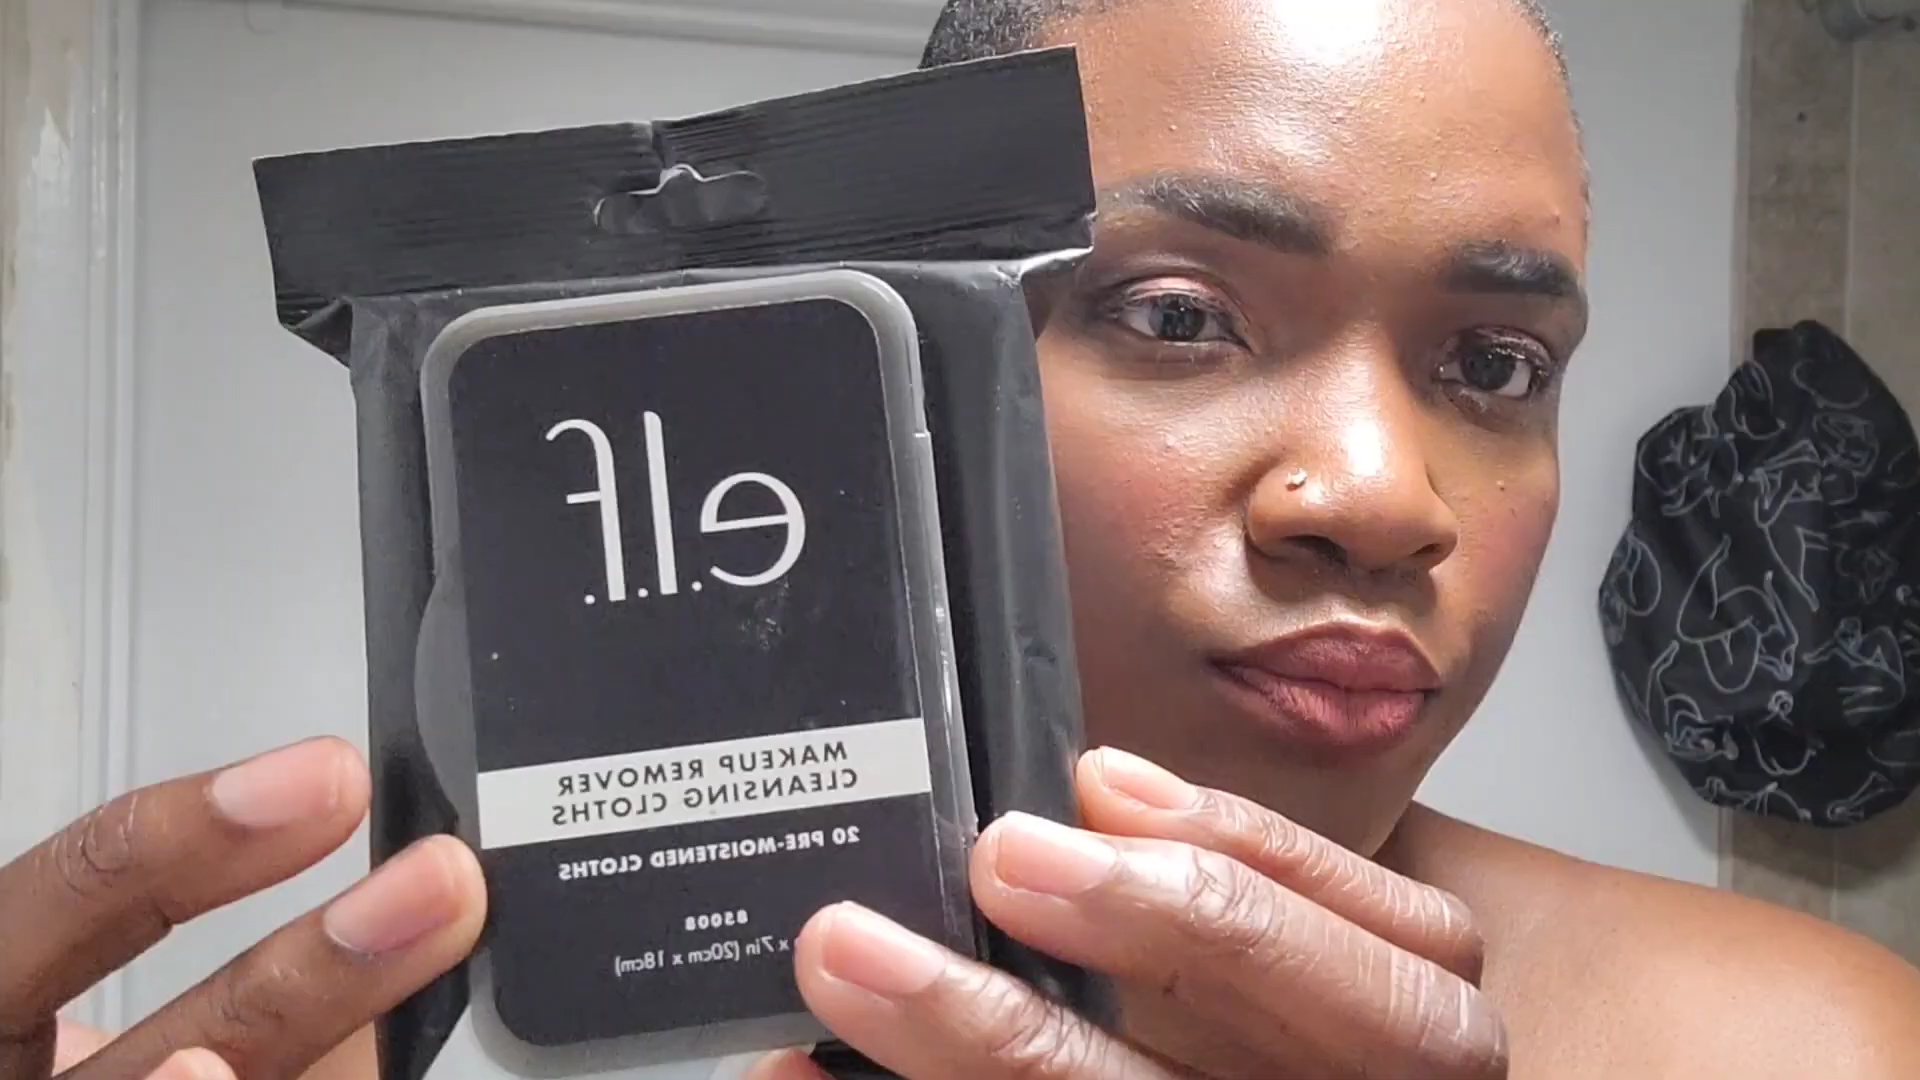 e.l.f.
MAKEUP REMOVER
CLEANSING CLOTHS
20 PRE-MOISTENED CLOTHS
85008
x 7in (20cm x 18cm)